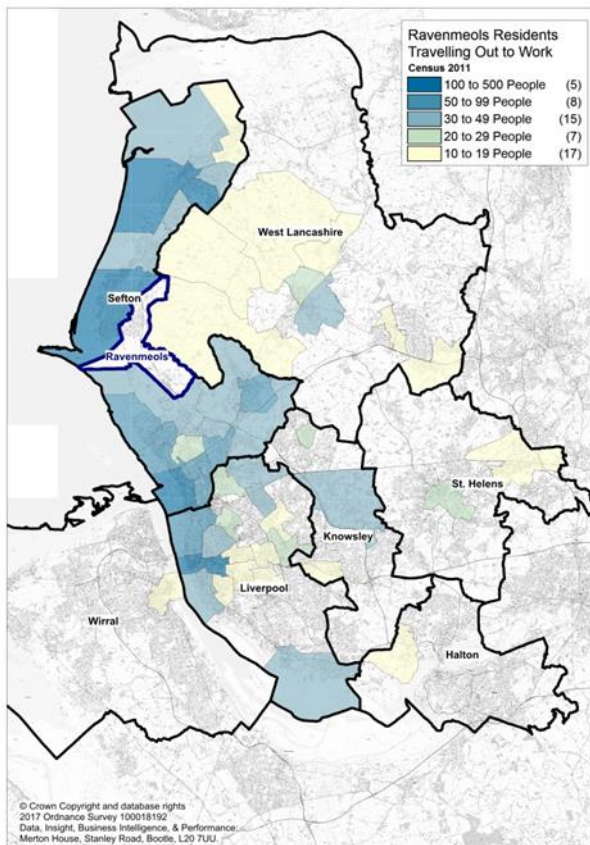 Ravenmeols Residents
Travelling Out to Work
Census 2011
100 to 500 People (5)
50 to 99 People (8)
30 to 49 People (15)
20 to 29 People (7)
10 to 19 People (17)
West Lancashire
Sefton
Ravenmeols
St. Helens
Knowsley
Liverpool
Wirral
Halton
© Crown Copyright and database rights
2017 Ordnance Survey 100018192
Data, Insight, Business Intelligence, & Performance:
Merton House, Stanley Road, Bootle, L20 7UU.